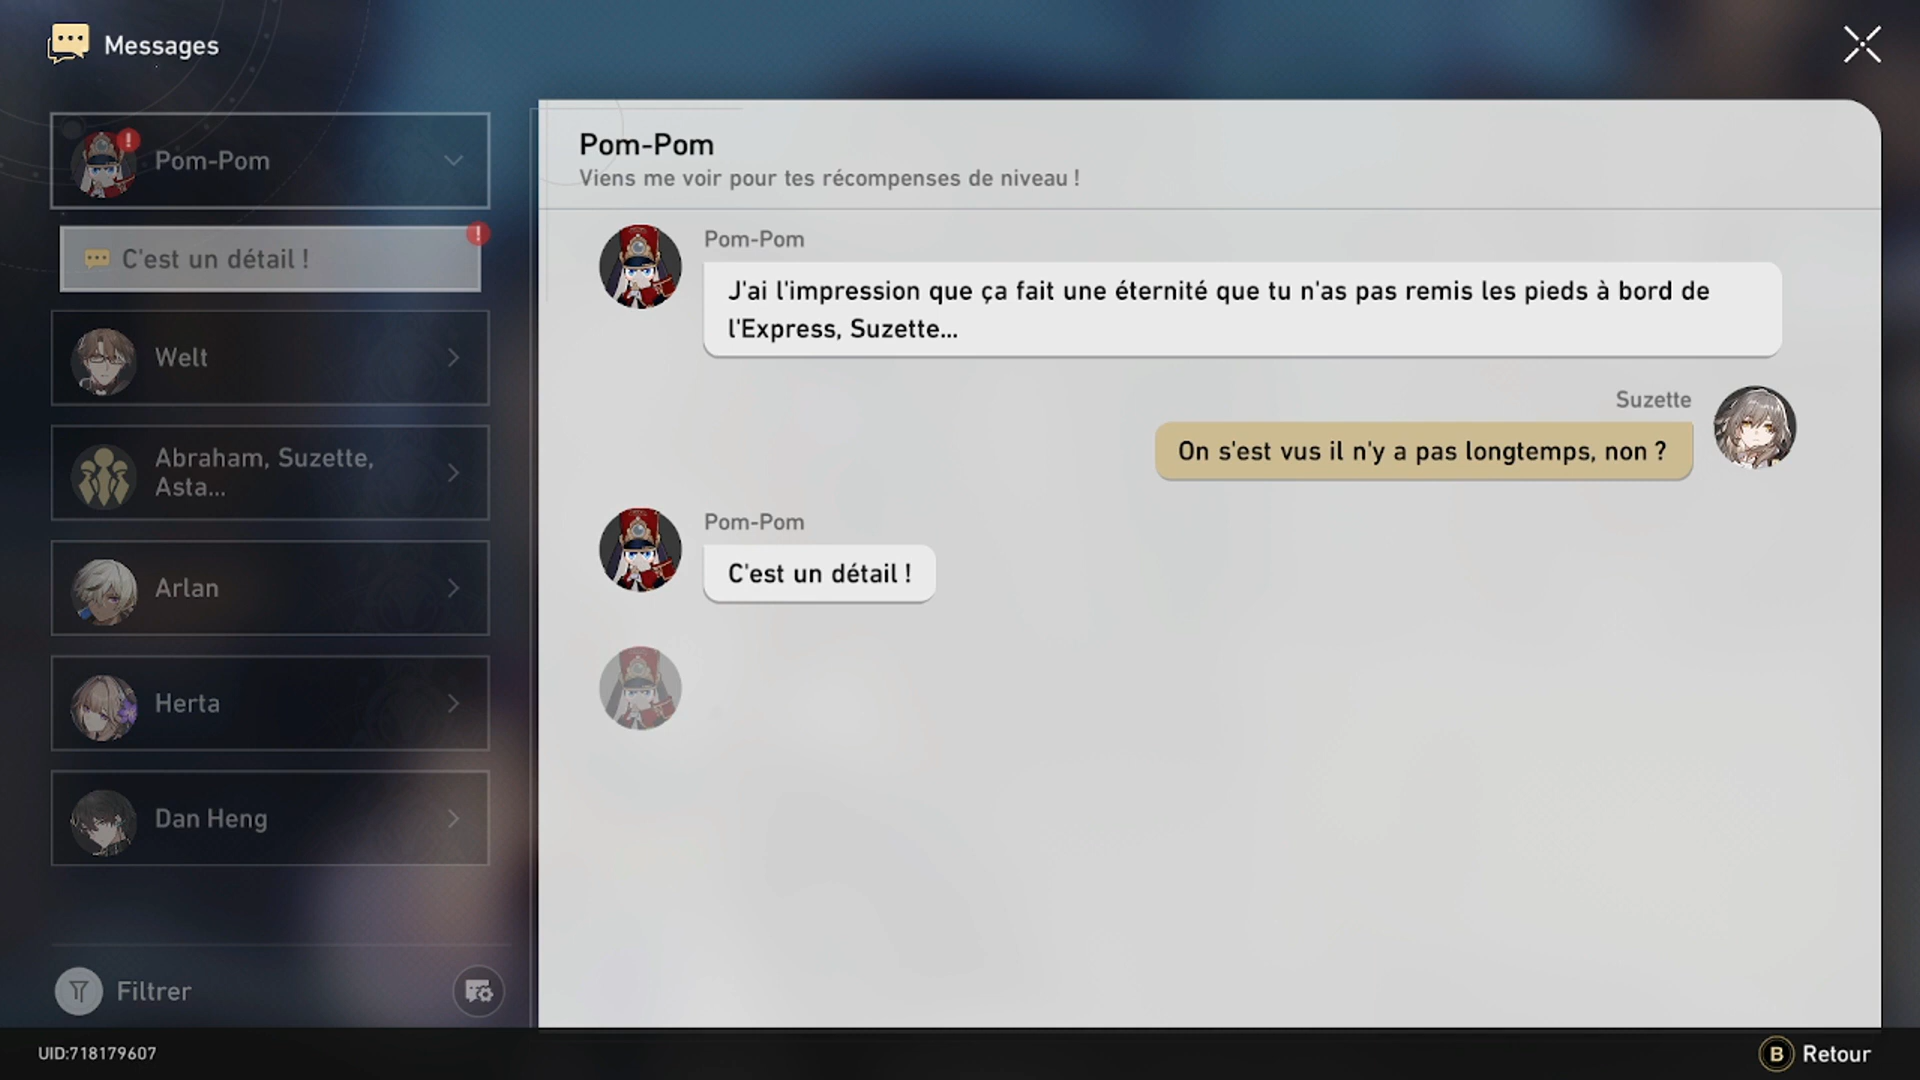 Messages
Pom-Pom
C'est un détail !
Welt
Abraham, Suzette,
Asta...
Arlan
Herta
Dan Heng
Filtrer
Pom-Pom
Viens me voir pour tes récompenses de niveau !
Pom-Pom
J'ai l'impression que ça fait une éternité que tu n'as pas remis les pieds à bord de
l'Express, Suzette...
Suzette
On s'est vus il n'y a pas longtemps, non ?
Pom-Pom
C'est un détail !
UID:718179607
B Retour